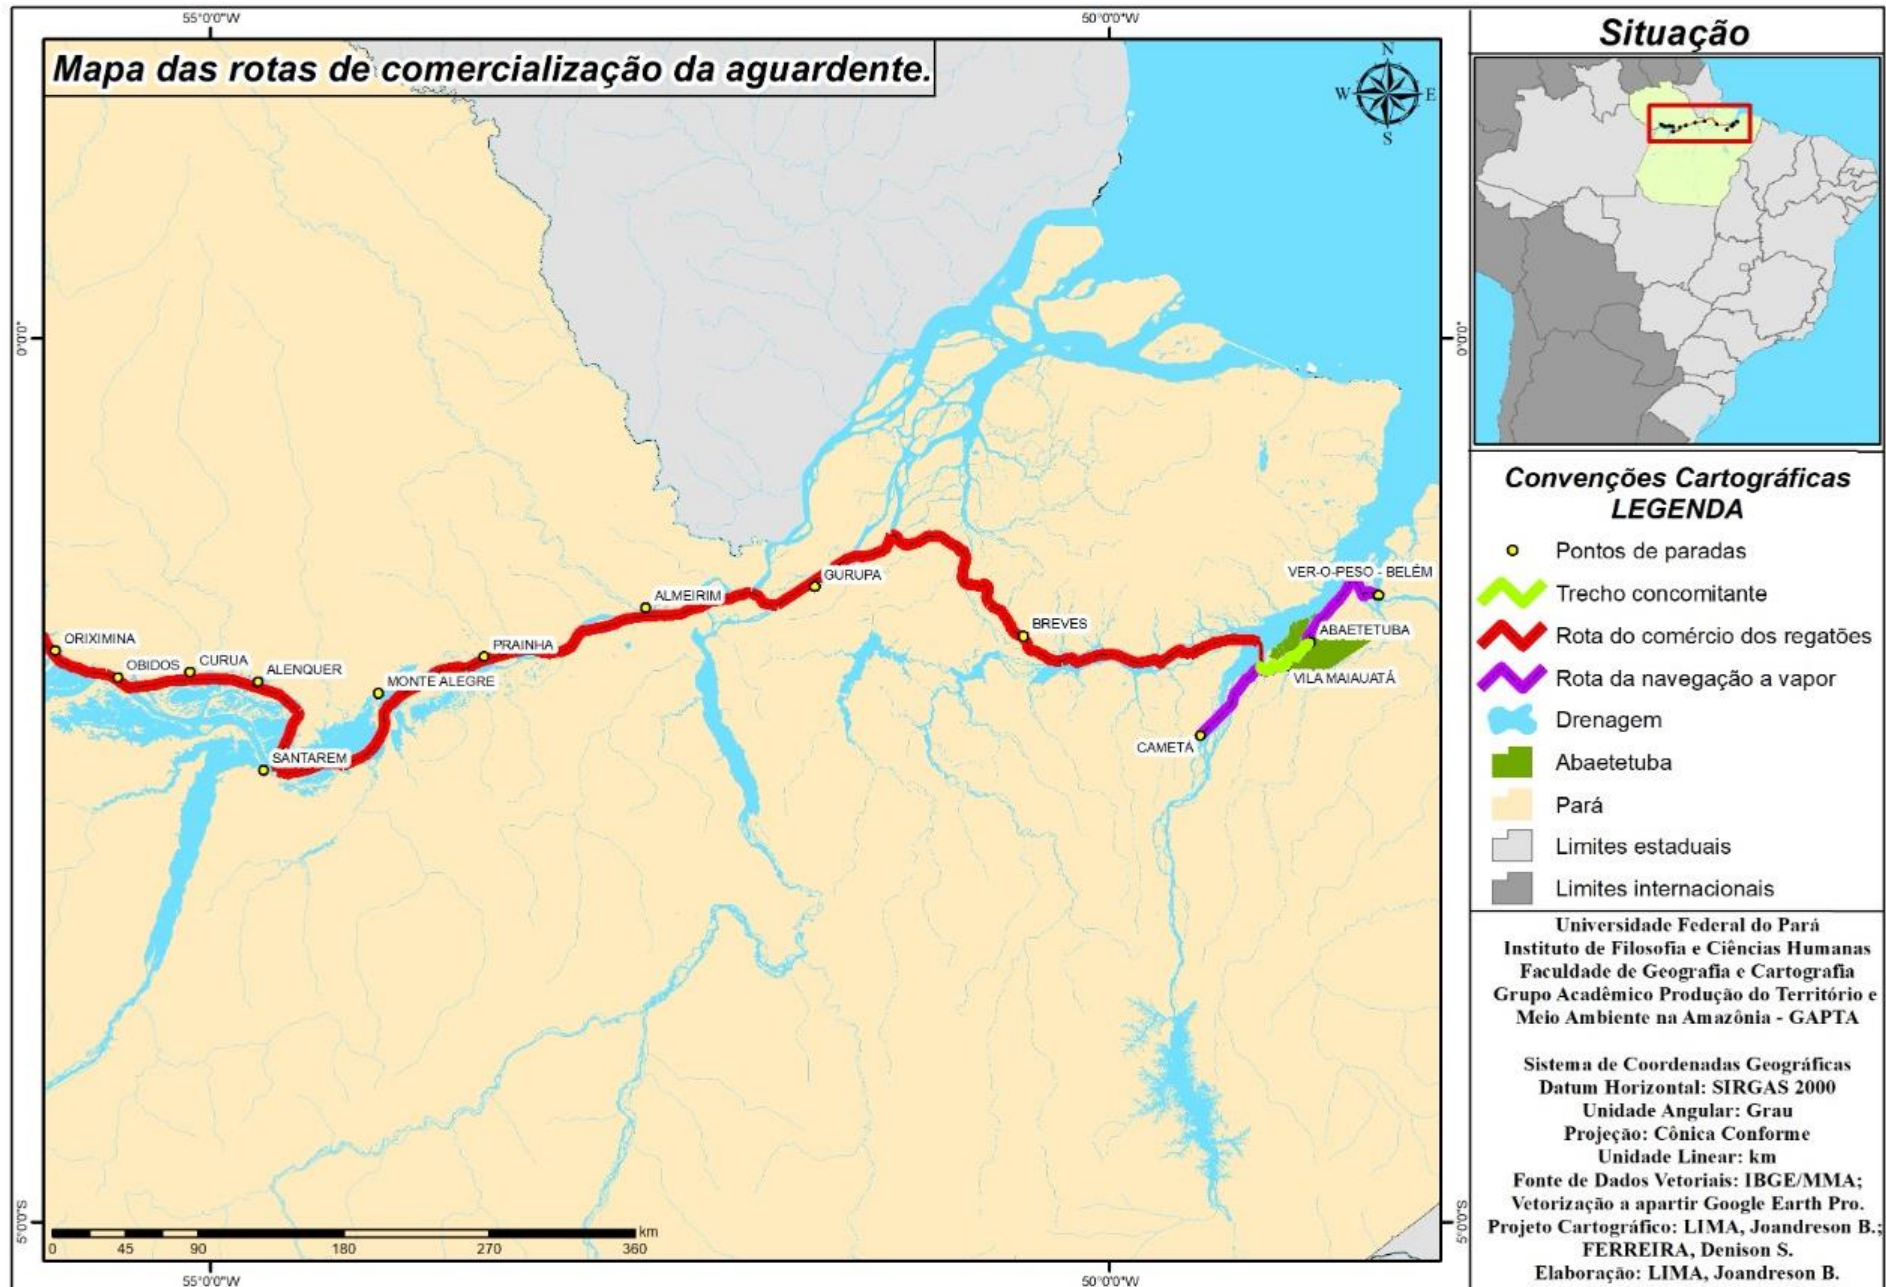 55°0'0"W
50°0'0"W
Mapa das rotas de comercialização da aguardente.
N
W
E
S
0°0'0"
0°0'0"
VER-O-PESO - BELÉM
GURUPA
ALMEIRIM
BREVES
ABAETETUBA
ORIXIMINA
PRAINHA
OBIDOS
CURUA
ALENQUER
MONTE ALEGRE
VILA MAIAUATÁ
CAMETÁ
SANTAREM
5°0'0"S
5°0'0"S
km
0
45
90
180
270
360
55°0'0"W
50°0'0"W
Situação
Convenções Cartográficas
LEGENDA
Pontos de paradas
Trecho concomitante
Rota do comércio dos regatões
Rota da navegação a vapor
Drenagem
Abaetetuba
Pará
Limites estaduais
Limites internacionais
Universidade Federal do Pará
Instituto de Filosofia e Ciências Humanas
Faculdade de Geografia e Cartografia
Grupo Acadêmico Produção do Território e
Meio Ambiente na Amazônia - GAPTA
Sistema de Coordenadas Geográficas
Datum Horizontal: SIRGAS 2000
Unidade Angular: Grau
Projeção: Cônica Conforme
Unidade Linear: km
Fonte de Dados Vetoriais: IBGE/MMA;
Vetorização a apartir Google Earth Pro.
Projeto Cartográfico: LIMA, Joandreson B.;
FERREIRA, Denison S.
Elaboração: LIMA, Joandreson B.